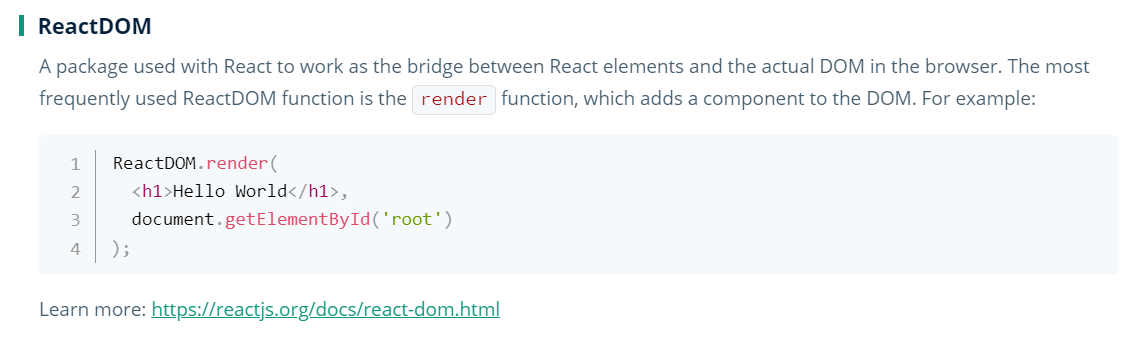 ReactDOM
A package used with React to work as the bridge between React elements and the actual DOM in the browser. The most
frequently used ReactDOM function is the render function, which adds a component to the DOM. For example:
1 ReactDOM.render(
2   <h1>Hello World</h1>,
3   document.getElementById('root')
4 );
Learn more: https://reactjs.org/docs/react-dom.html